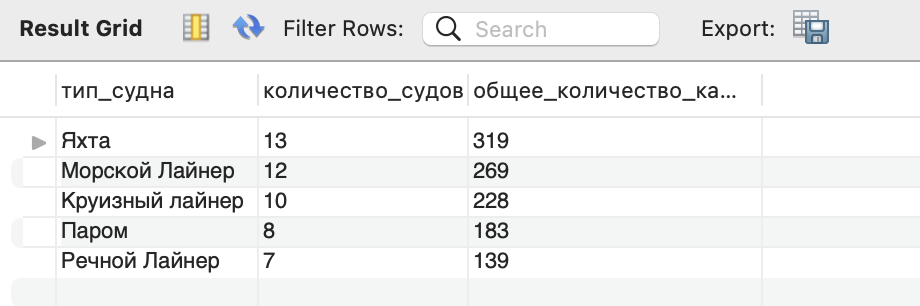 Result Grid Filter Rows: Search Export:
тип_судна количество_судов общее_количество_ка...
Яхта 13 319
Морской Лайнер 12 269
Круизный лайнер 10 228
Паром 8 183
Речной Лайнер 7 139